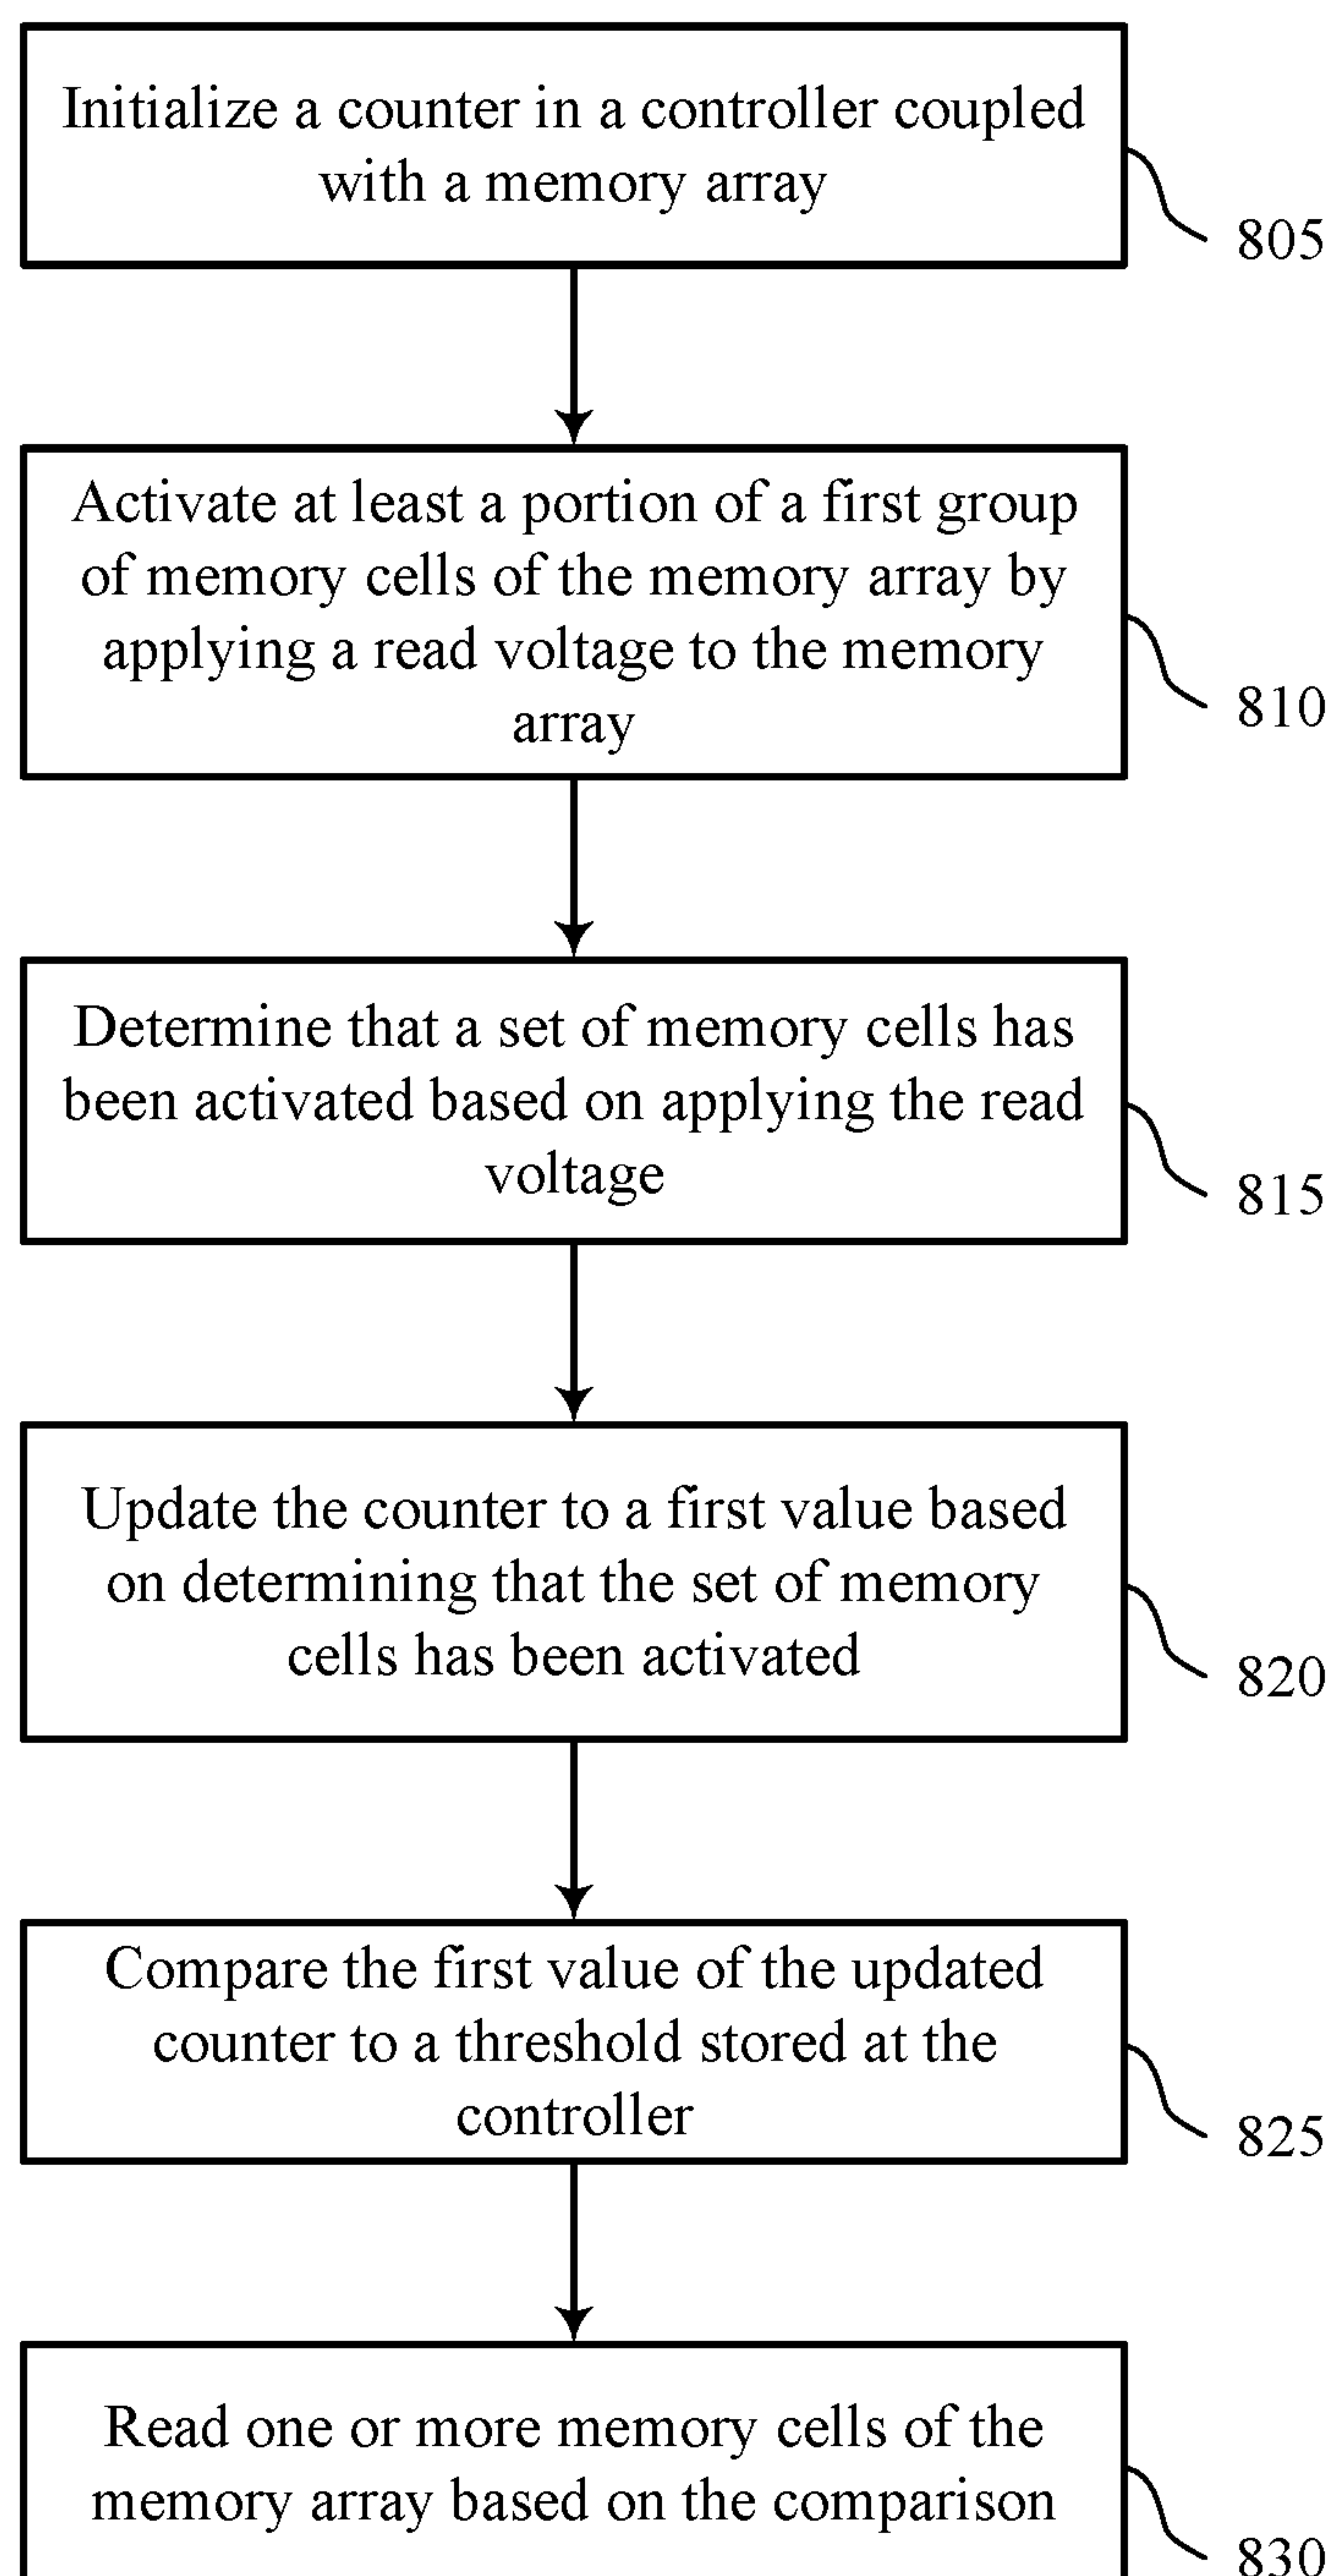 Initialize a counter in a controller coupled
with a memory array
805
Activate at least a portion of a first group
of memory cells of the memory array by
applying a read voltage to the memory
array
810
Determine that a set of memory cells has
been activated based on applying the read
voltage
815
Update the counter to a first value based
on determining that the set of memory
cells has been activated
820
Compare the first value of the updated
counter to a threshold stored at the
controller
825
Read one or more memory cells of the
memory array based on the comparison
830